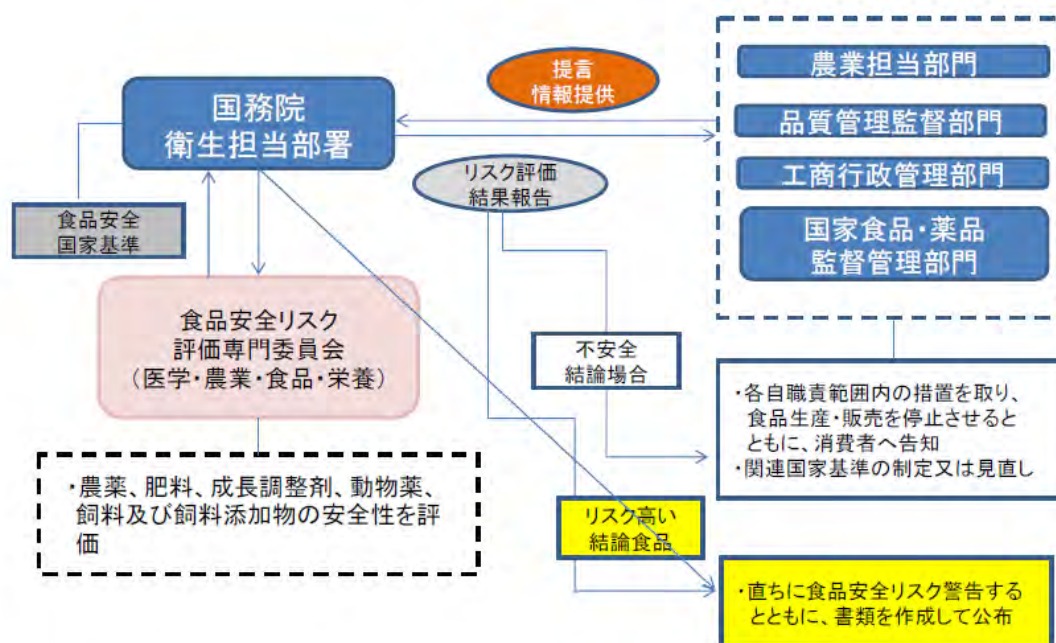 提言
情報提供
農業担当部門
国務院
衛生担当部署
品質管理監督部門
リスク評価
結果報告
工商行政管理部門
食品安全
国家基準
国家食品・薬品
監督管理部門
食品安全リスク
評価専門委員会
(医学・農業・食品・栄養)
不安全
結論場合
・各自職責範囲内の措置を取り、
食品生産・販売を停止させると
ともに、消費者へ告知
・関連国家基準の制定又は見直し
・農薬、肥料、成長調整剤、動物薬、
飼料及び飼料添加物の安全性を評
価
リスク高い
結論食品
・直ちに食品安全リスク警告する
とともに、書類を作成して公布